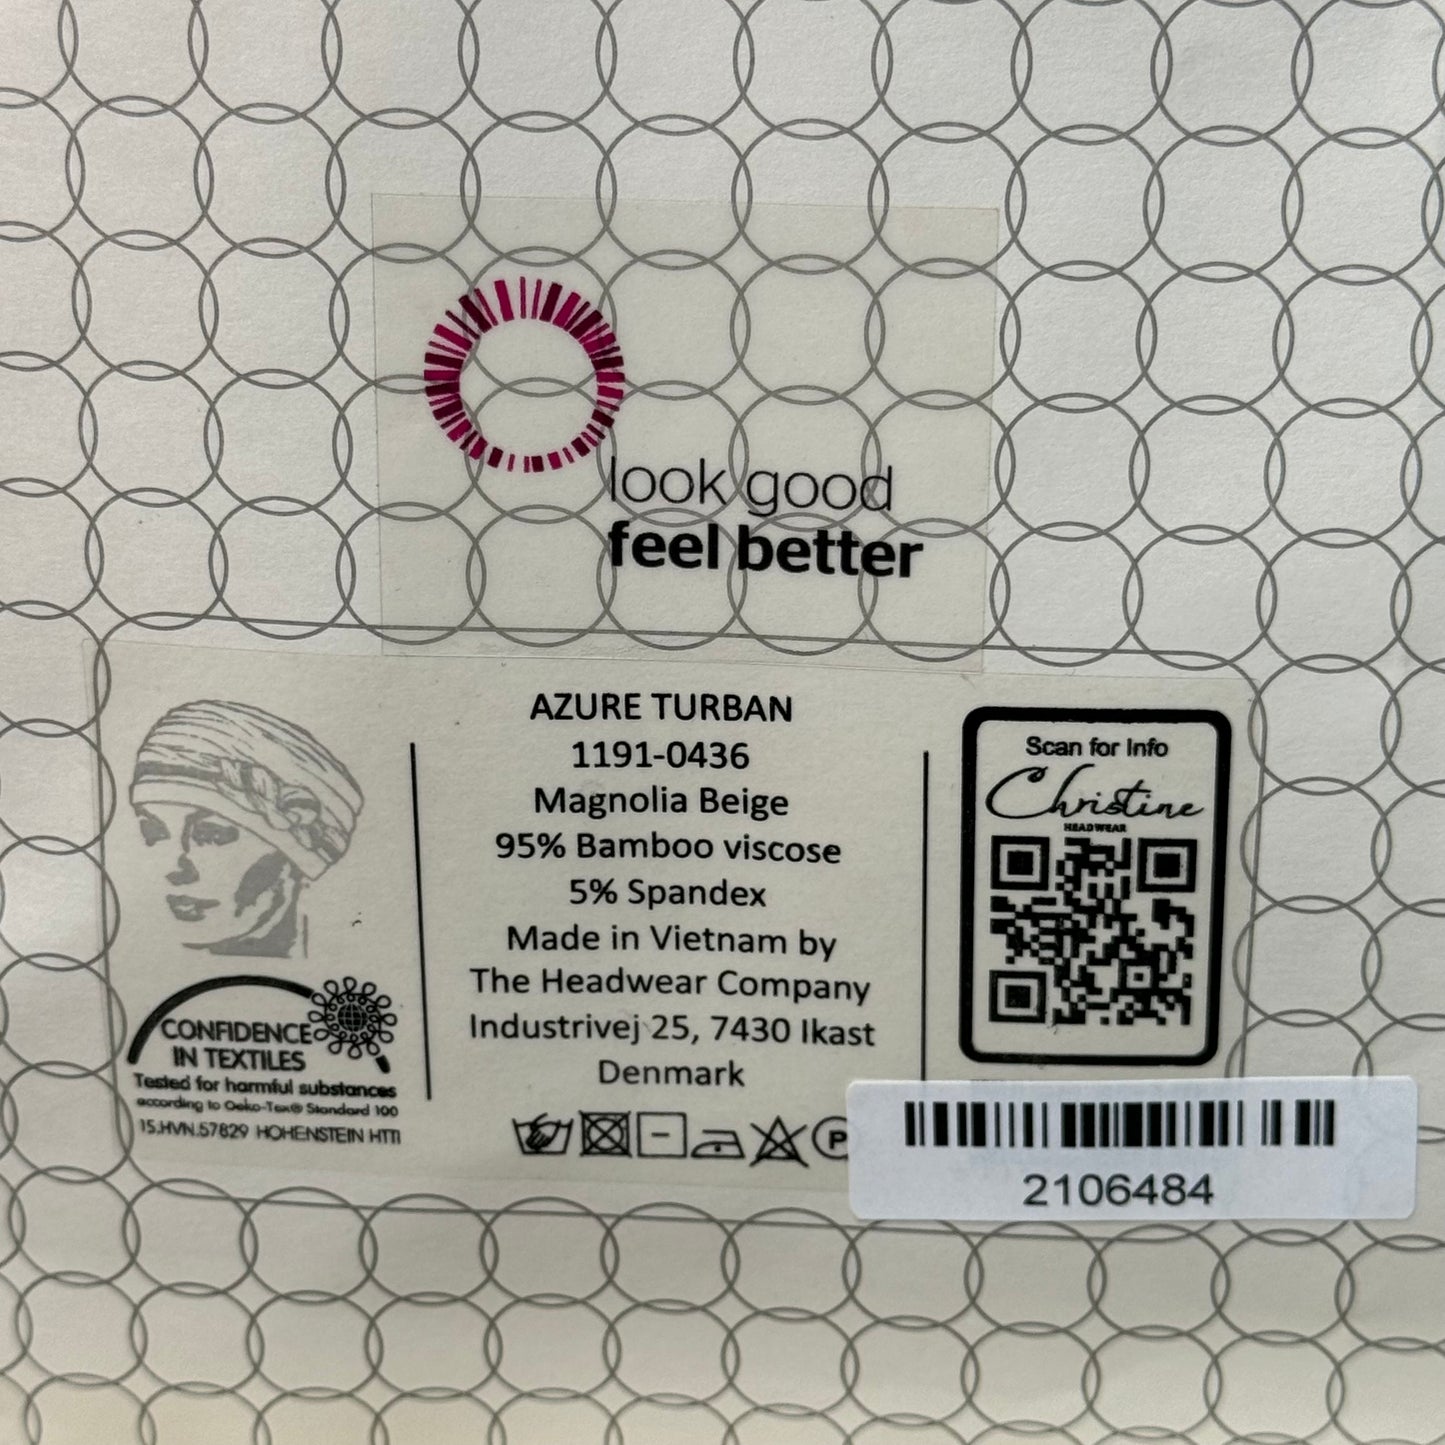 look good
feel better
AZURE TURBAN
1191-0436
Magnolia Beige
95% Bamboo viscose
5% Spandex
Made in Vietnam by
The Headwear Company
Industrivej 25, 7430 Ikast
Denmark
CONFIDENCE
IN TEXTILES
Tested for harmful substances
according to Oeko-Tex® Standard 100
15.HVN.57829 HOHENSTEIN HTTI
P
Scan for Info
Christine
HEADWEAR
2106484